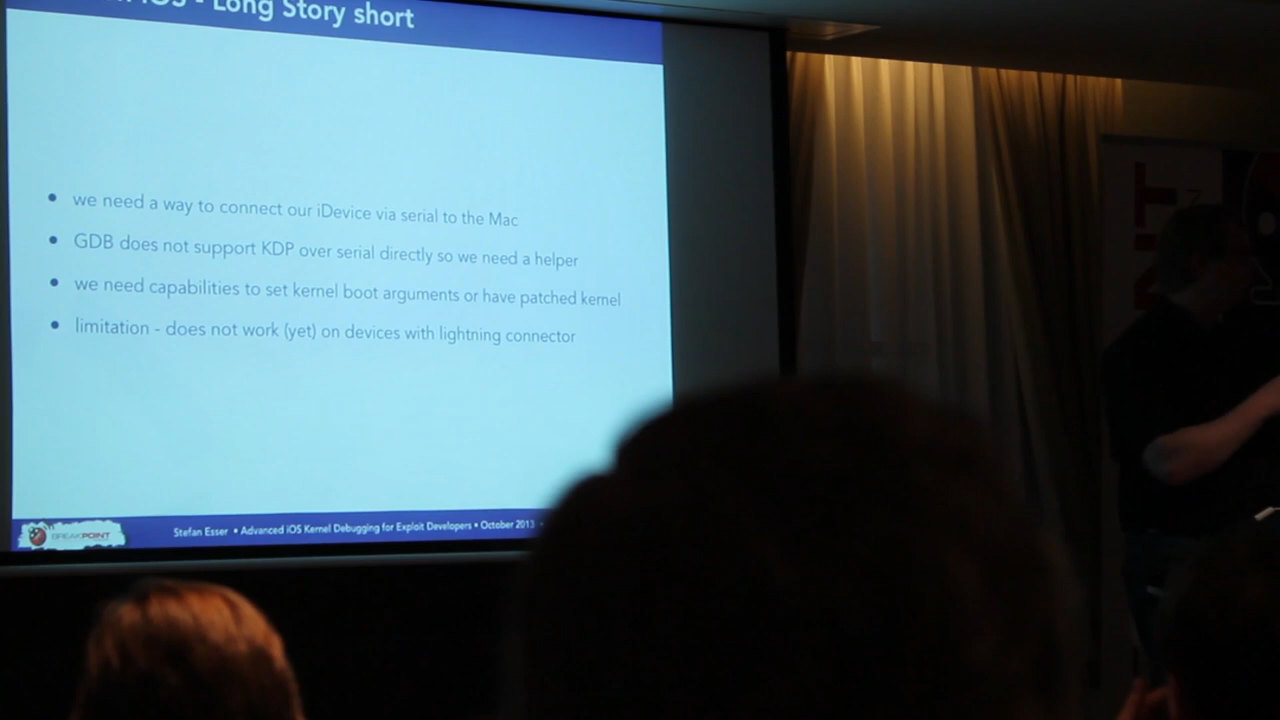 iOS - Long Story short
we need a way to connect our iDevice via serial to the Mac
GDB does not support KDP over serial directly so we need a helper
we need capabilities to set kernel boot arguments or have patched kernel
limitation - does not work (yet) on devices with lightning connector
BREAKPOINT
Stefan Esser • Advanced iOS Kernel Debugging for Exploit Developers • October 2013 •